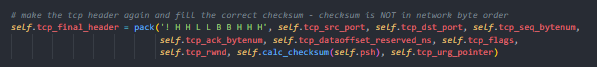 # make the tcp header again and fill the correct checksum - checksum is NOT in network byte order
self.tcp_final_header = pack('! H H L L B B H H H', self.tcp_src_port, self.tcp_dst_port, self.tcp_seq_bytenum,
self.tcp_ack_bytenum, self.tcp_dataoffset_reserved_ns, self.tcp_flags,
self.tcp_rwnd, self.calc_checksum(self.psh), self.tcp_urg_pointer)